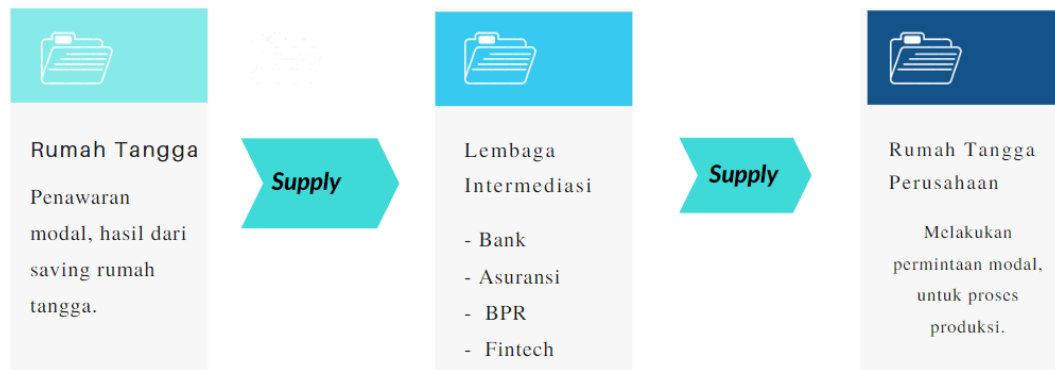 Rumah Tangga
Penawaran
modal, hasil dari
saving rumah
tangga.
Supply
Lembaga
Intermediasi
- Bank
- Asuransi
- BPR
- Fintech
Supply
Rumah Tangga
Perusahaan
Melakukan
permintaan modal,
untuk proses
produksi.